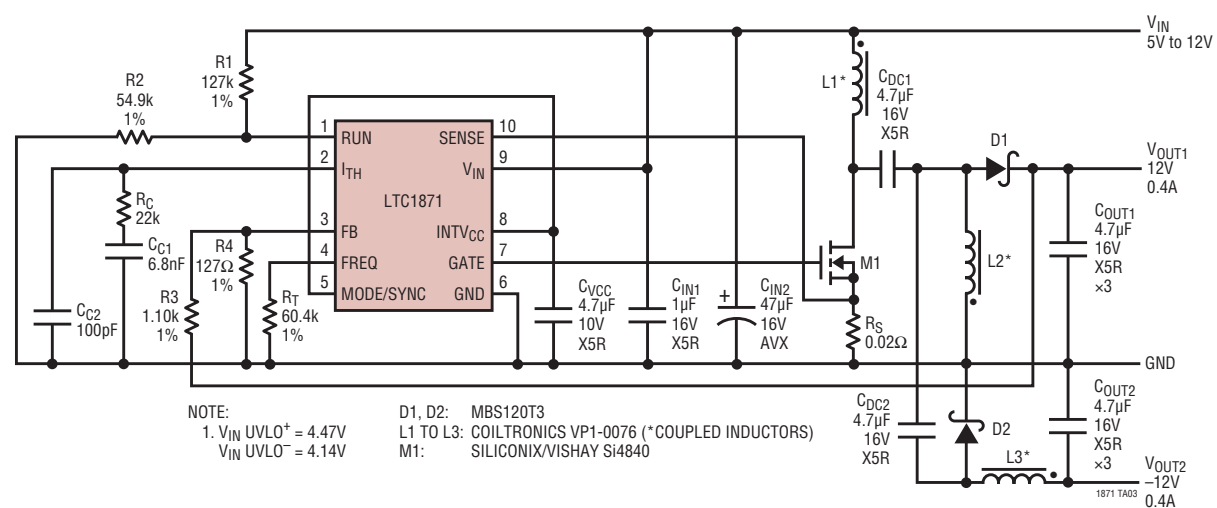 V_IN
5V to 12V
R1
127k
1%
R2
54.9k
1%
L1*
C_DC1
4.7µF
16V
X5R
D1
V_OUT1
12V
0.4A
1
RUN
SENSE
10
2
I_TH
V_IN
9
LTC1871
3
FB
INTV_CC
8
4
FREQ
GATE
7
5
MODE/SYNC
GND
6
R_C
22k
C_C1
6.8nF
C_C2
100pF
R3
1.10k
1%
R4
127Ω
1%
R_T
60.4k
1%
C_VCC
4.7µF
10V
X5R
C_IN1
1µF
16V
X5R
+
C_IN2
47µF
16V
AVX
M1
R_S
0.02Ω
L2*
C_OUT1
4.7µF
16V
X5R
×3
GND
C_DC2
4.7µF
16V
X5R
D2
L3*
C_OUT2
4.7µF
16V
X5R
×3
V_OUT2
–12V
0.4A
1871 TA03
NOTE:
1. V_IN UVLO⁺ = 4.47V
V_IN UVLO⁻ = 4.14V
D1, D2: MBS120T3
L1 TO L3: COILTRONICS VP1-0076 (*COUPLED INDUCTORS)
M1: SILICONIX/VISHAY Si4840